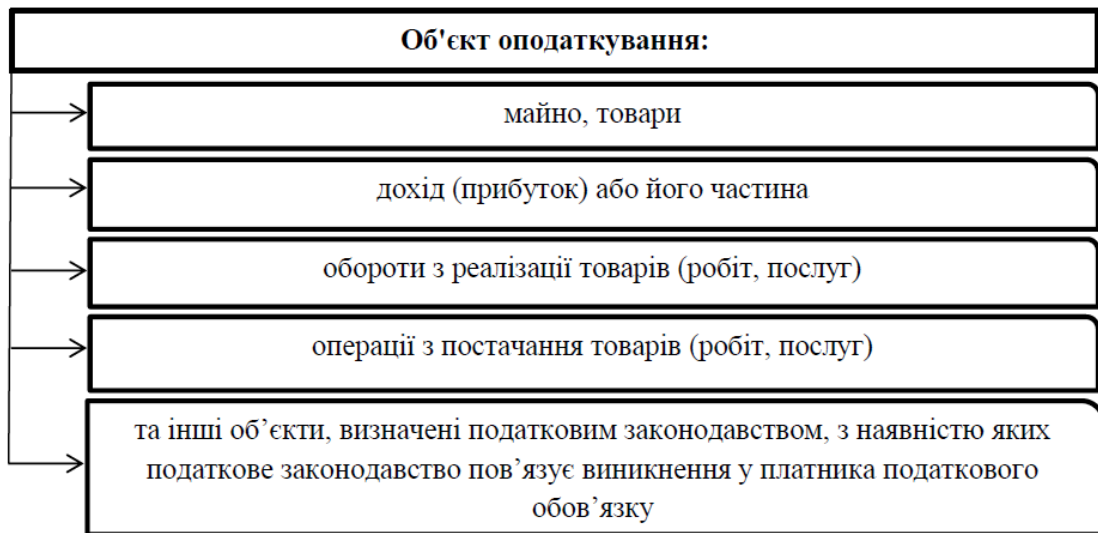 Об'єкт оподаткування:
майно, товари
дохід (прибуток) або його частина
обороти з реалізації товарів (робіт, послуг)
операції з постачання товарів (робіт, послуг)
та інші об’єкти, визначені податковим законодавством, з наявністю яких
податкове законодавство пов’язує виникнення у платника податкового
обов’язку